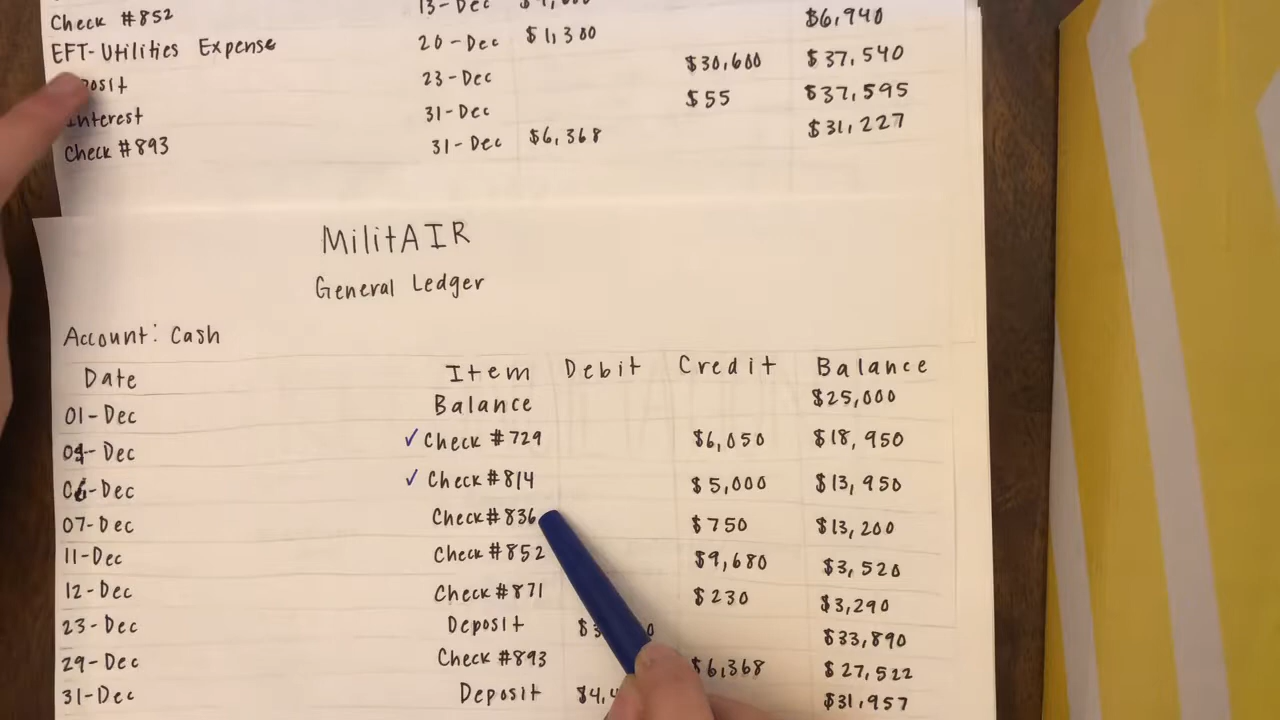 Check #852 13-Dec
$6,940
EFT-Utilities Expense 20-Dec $1,300
posit 23-Dec $30,600 $37,540
Interest 31-Dec $55 $37,595
Check #893 31-Dec $6,368 $31,227
MilitAIR
General Ledger
Account: Cash
Date Item Debit Credit Balance
01-Dec Balance $25,000
04-Dec ✓ Check #729 $6,050 $18,950
06-Dec ✓ Check #814 $5,000 $13,950
07-Dec Check #836 $750 $13,200
11-Dec Check #852 $9,680 $3,520
12-Dec Check #871 $230 $3,290
23-Dec Deposit $33,890
29-Dec Check #893 $6,368 $27,522
31-Dec Deposit $31,957